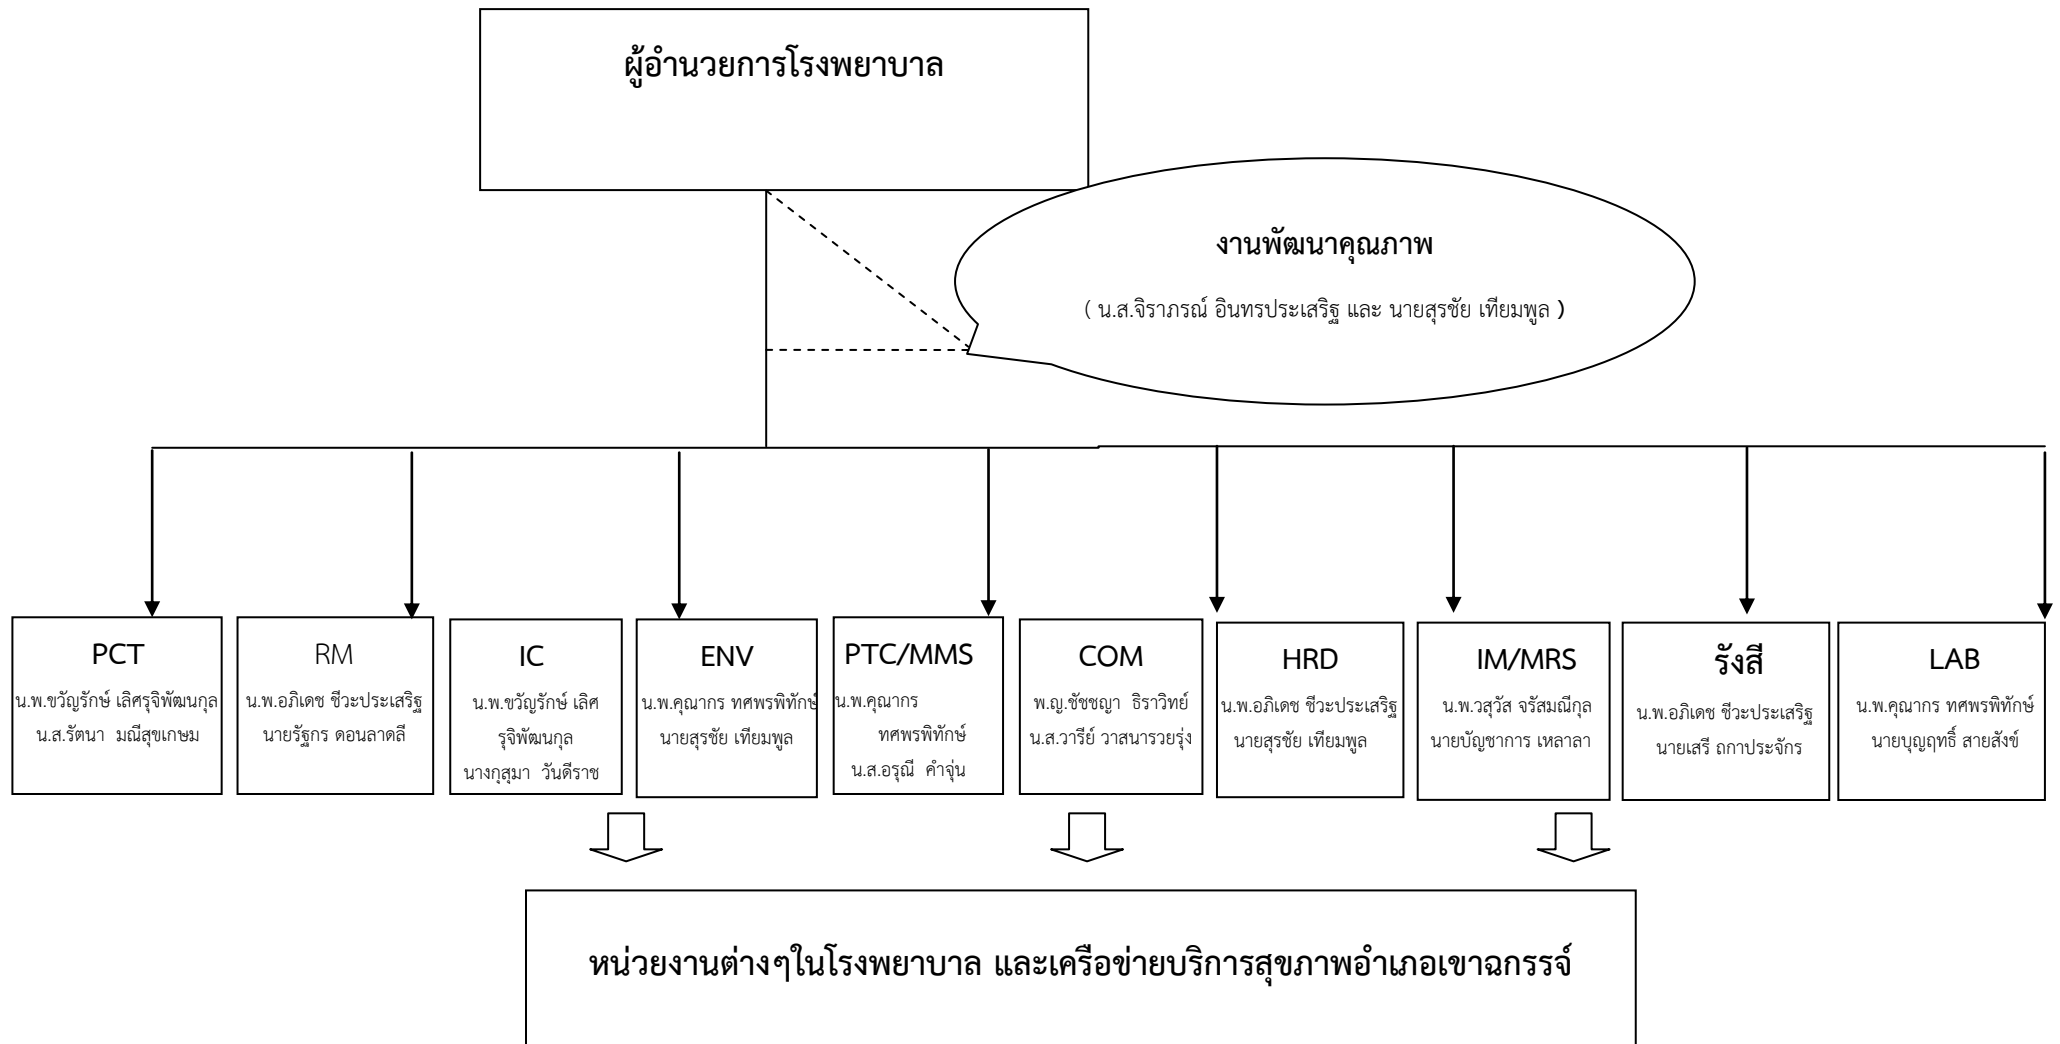 ผู้อำนวยการโรงพยาบาล
งานพัฒนาคุณภาพ
( น.ส.จิราภรณ์ อินทรประเสริฐ และ นายสุรชัย เทียมพูล )
PCT
น.พ.ขวัญรักษ์ เลิศรุจิพัฒนกุล
น.ส.รัตนา มณีสุขเกษม
RM
น.พ.อภิเดช ชีวะประเสริฐ
นายรัฐกร ดอนลาดลี
IC
น.พ.ขวัญรักษ์ เลิศ
รุจิพัฒนกุล
นางกุสุมา วันดีราช
ENV
น.พ.คุณากร ทศพรพิทักษ์
นายสุรชัย เทียมพูล
PTC/MMS
น.พ.คุณากร
ทศพรพิทักษ์
น.ส.อรุณี คำจุ่น
COM
พ.ญ.ชัชชญา ธิราวิทย์
น.ส.วารีย์ วาสนารวยรุ่ง
HRD
น.พ.อภิเดช ชีวะประเสริฐ
นายสุรชัย เทียมพูล
IM/MRS
น.พ.วสุวัส จรัสมณีกุล
นายบัญชาการ เหลาลา
รังสี
น.พ.อภิเดช ชีวะประเสริฐ
นายเสรี ถกาประจักร
LAB
น.พ.คุณากร ทศพรพิทักษ์
นายบุญฤทธิ์ สายสังข์
หน่วยงานต่างๆในโรงพยาบาล และเครือข่ายบริการสุขภาพอำเภอเขาฉกรรจ์